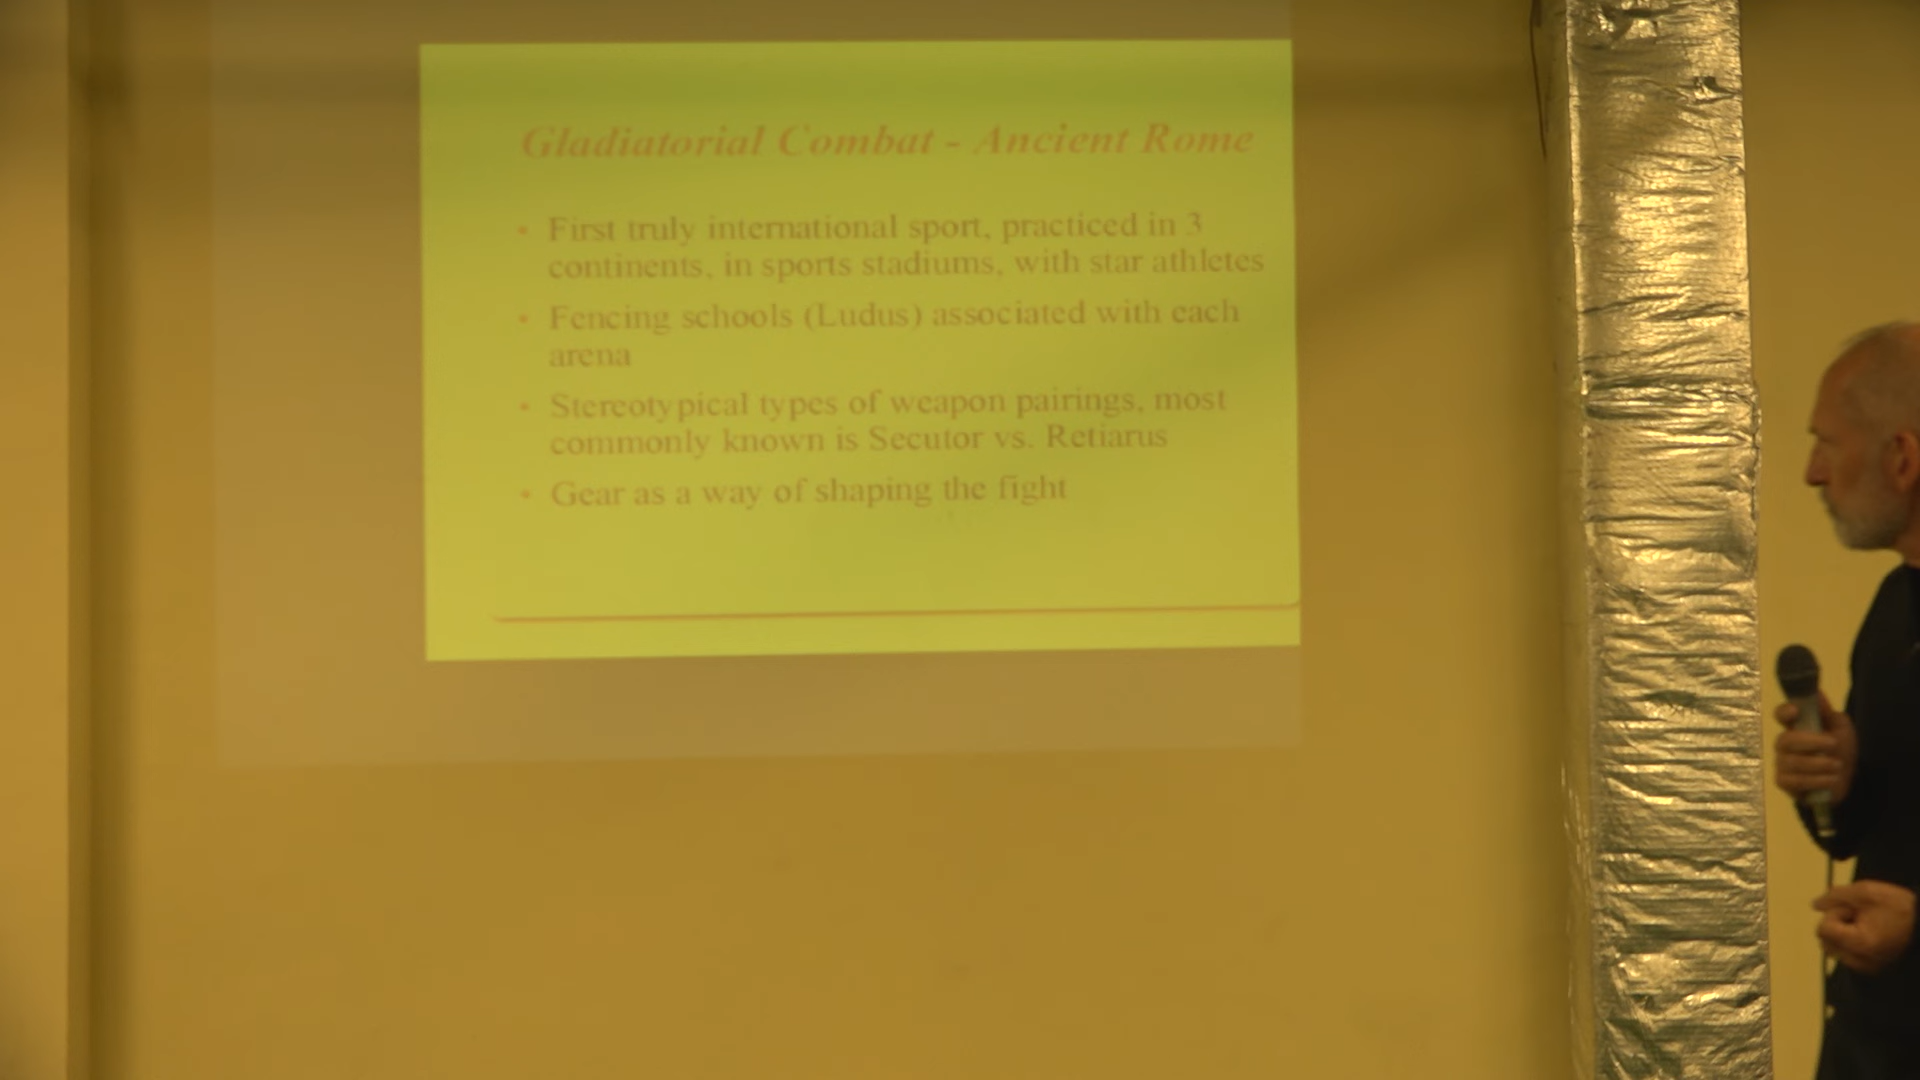 Gladiatorial Combat - Ancient Rome
• First truly international sport, practiced in 3
continents, in sports stadiums, with star athletes
• Fencing schools (Ludus) associated with each
arena
• Stereotypical types of weapon pairings, most
commonly known is Secutor vs. Retiarus
• Gear as a way of shaping the fight